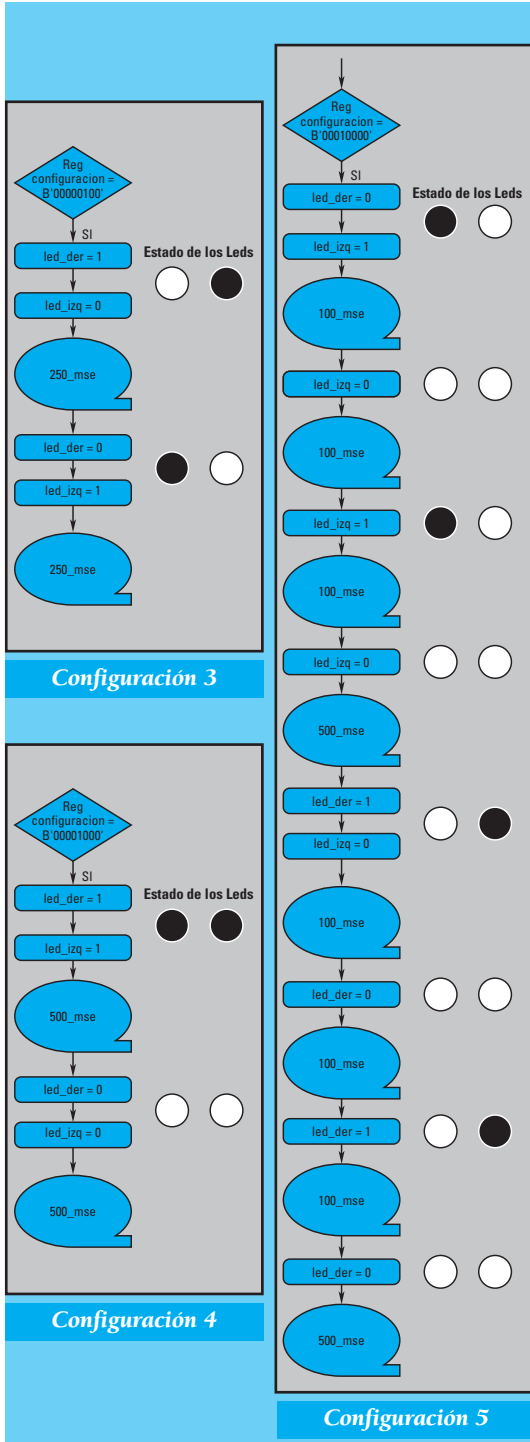 Reg
configuracion =
B'00000100'
SI
led_der = 1
Estado de los Leds
led_izq = 0
250_mse
led_der = 0
led_izq = 1
250_mse
Configuración 3
Reg
configuracion =
B'00001000'
SI
led_der = 1
Estado de los Leds
led_izq = 1
500_mse
led_der = 0
led_izq = 0
500_mse
Configuración 4
Reg
configuracion =
B'00010000'
SI
led_der = 0
Estado de los Leds
led_izq = 1
100_mse
led_izq = 0
100_mse
led_izq = 1
100_mse
led_izq = 0
500_mse
led_der = 1
led_izq = 0
100_mse
led_der = 0
100_mse
led_der = 1
100_mse
led_der = 0
500_mse
Configuración 5